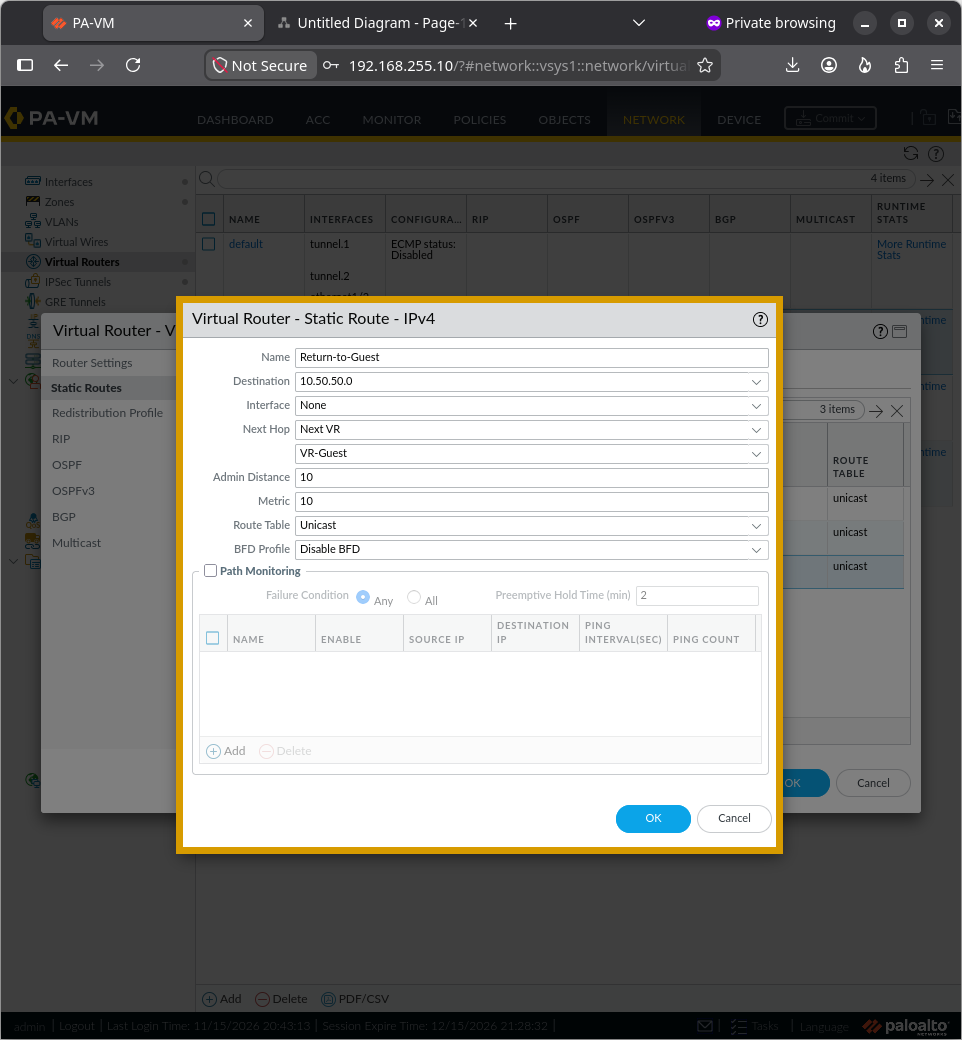 PA-VM
Untitled Diagram - Page-1
Private browsing
Not Secure
192.168.255.10/?#network::vsys1::network/virtua
PA-VM
DASHBOARD
ACC
MONITOR
POLICIES
OBJECTS
NETWORK
DEVICE
Commit
4 items
Interfaces
Zones
VLANs
Virtual Wires
Virtual Routers
IPSec Tunnels
GRE Tunnels
NAME
INTERFACES
CONFIGURA...
RIP
OSPF
OSPFV3
BGP
MULTICAST
RUNTIME STATS
default
tunnel.1
ECMP status: Disabled
More Runtime Stats
tunnel.2
Virtual Router - V
Router Settings
Static Routes
Redistribution Profile
RIP
OSPF
OSPFv3
BGP
Multicast
Virtual Router - Static Route - IPv4
Name
Return-to-Guest
Destination
10.50.50.0
Interface
None
Next Hop
Next VR
VR-Guest
Admin Distance
10
Metric
10
Route Table
Unicast
BFD Profile
Disable BFD
Path Monitoring
Failure Condition
Any
All
Preemptive Hold Time (min)
2
NAME
ENABLE
SOURCE IP
DESTINATION IP
PING INTERVAL(SEC)
PING COUNT
Add
Delete
OK
Cancel
3 items
ROUTE TABLE
unicast
unicast
unicast
OK
Cancel
ntime
ntime
ntime
Add
Delete
PDF/CSV
admin | Logout | Last Login Time: 11/15/2026 20:43:13 | Session Expire Time: 12/15/2026 21:28:32 |
Tasks | Language
paloalto
NETWORKS